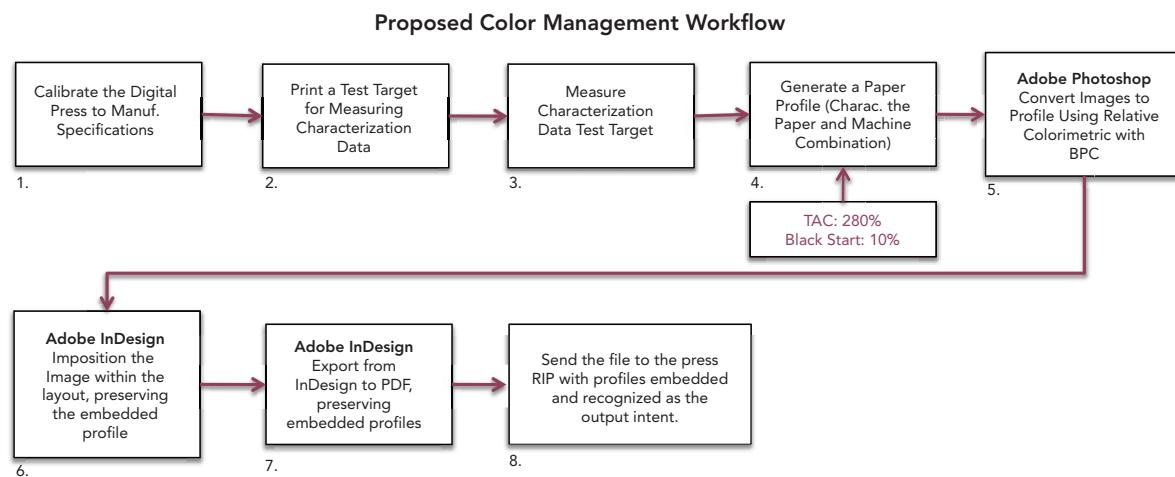 Proposed Color Management Workflow
Calibrate the Digital
Press to Manuf.
Specifications
1.
Print a Test Target
for Measuring
Characterization
Data
2.
Measure
Characterization
Data Test Target
3.
Generate a Paper
Profile (Charac. the
Paper and Machine
Combination)
4.
TAC: 280%
Black Start: 10%
Adobe Photoshop
Convert Images to
Profile Using Relative
Colorimetric with
BPC
5.
Adobe InDesign
Imposition the
Image within the
layout, preserving
the embedded
profile
6.
Adobe InDesign
Export from
InDesign to PDF,
preserving
embedded profiles
7.
Send the file to the press
RIP with profiles embedded
and recognized as the
output intent.
8.